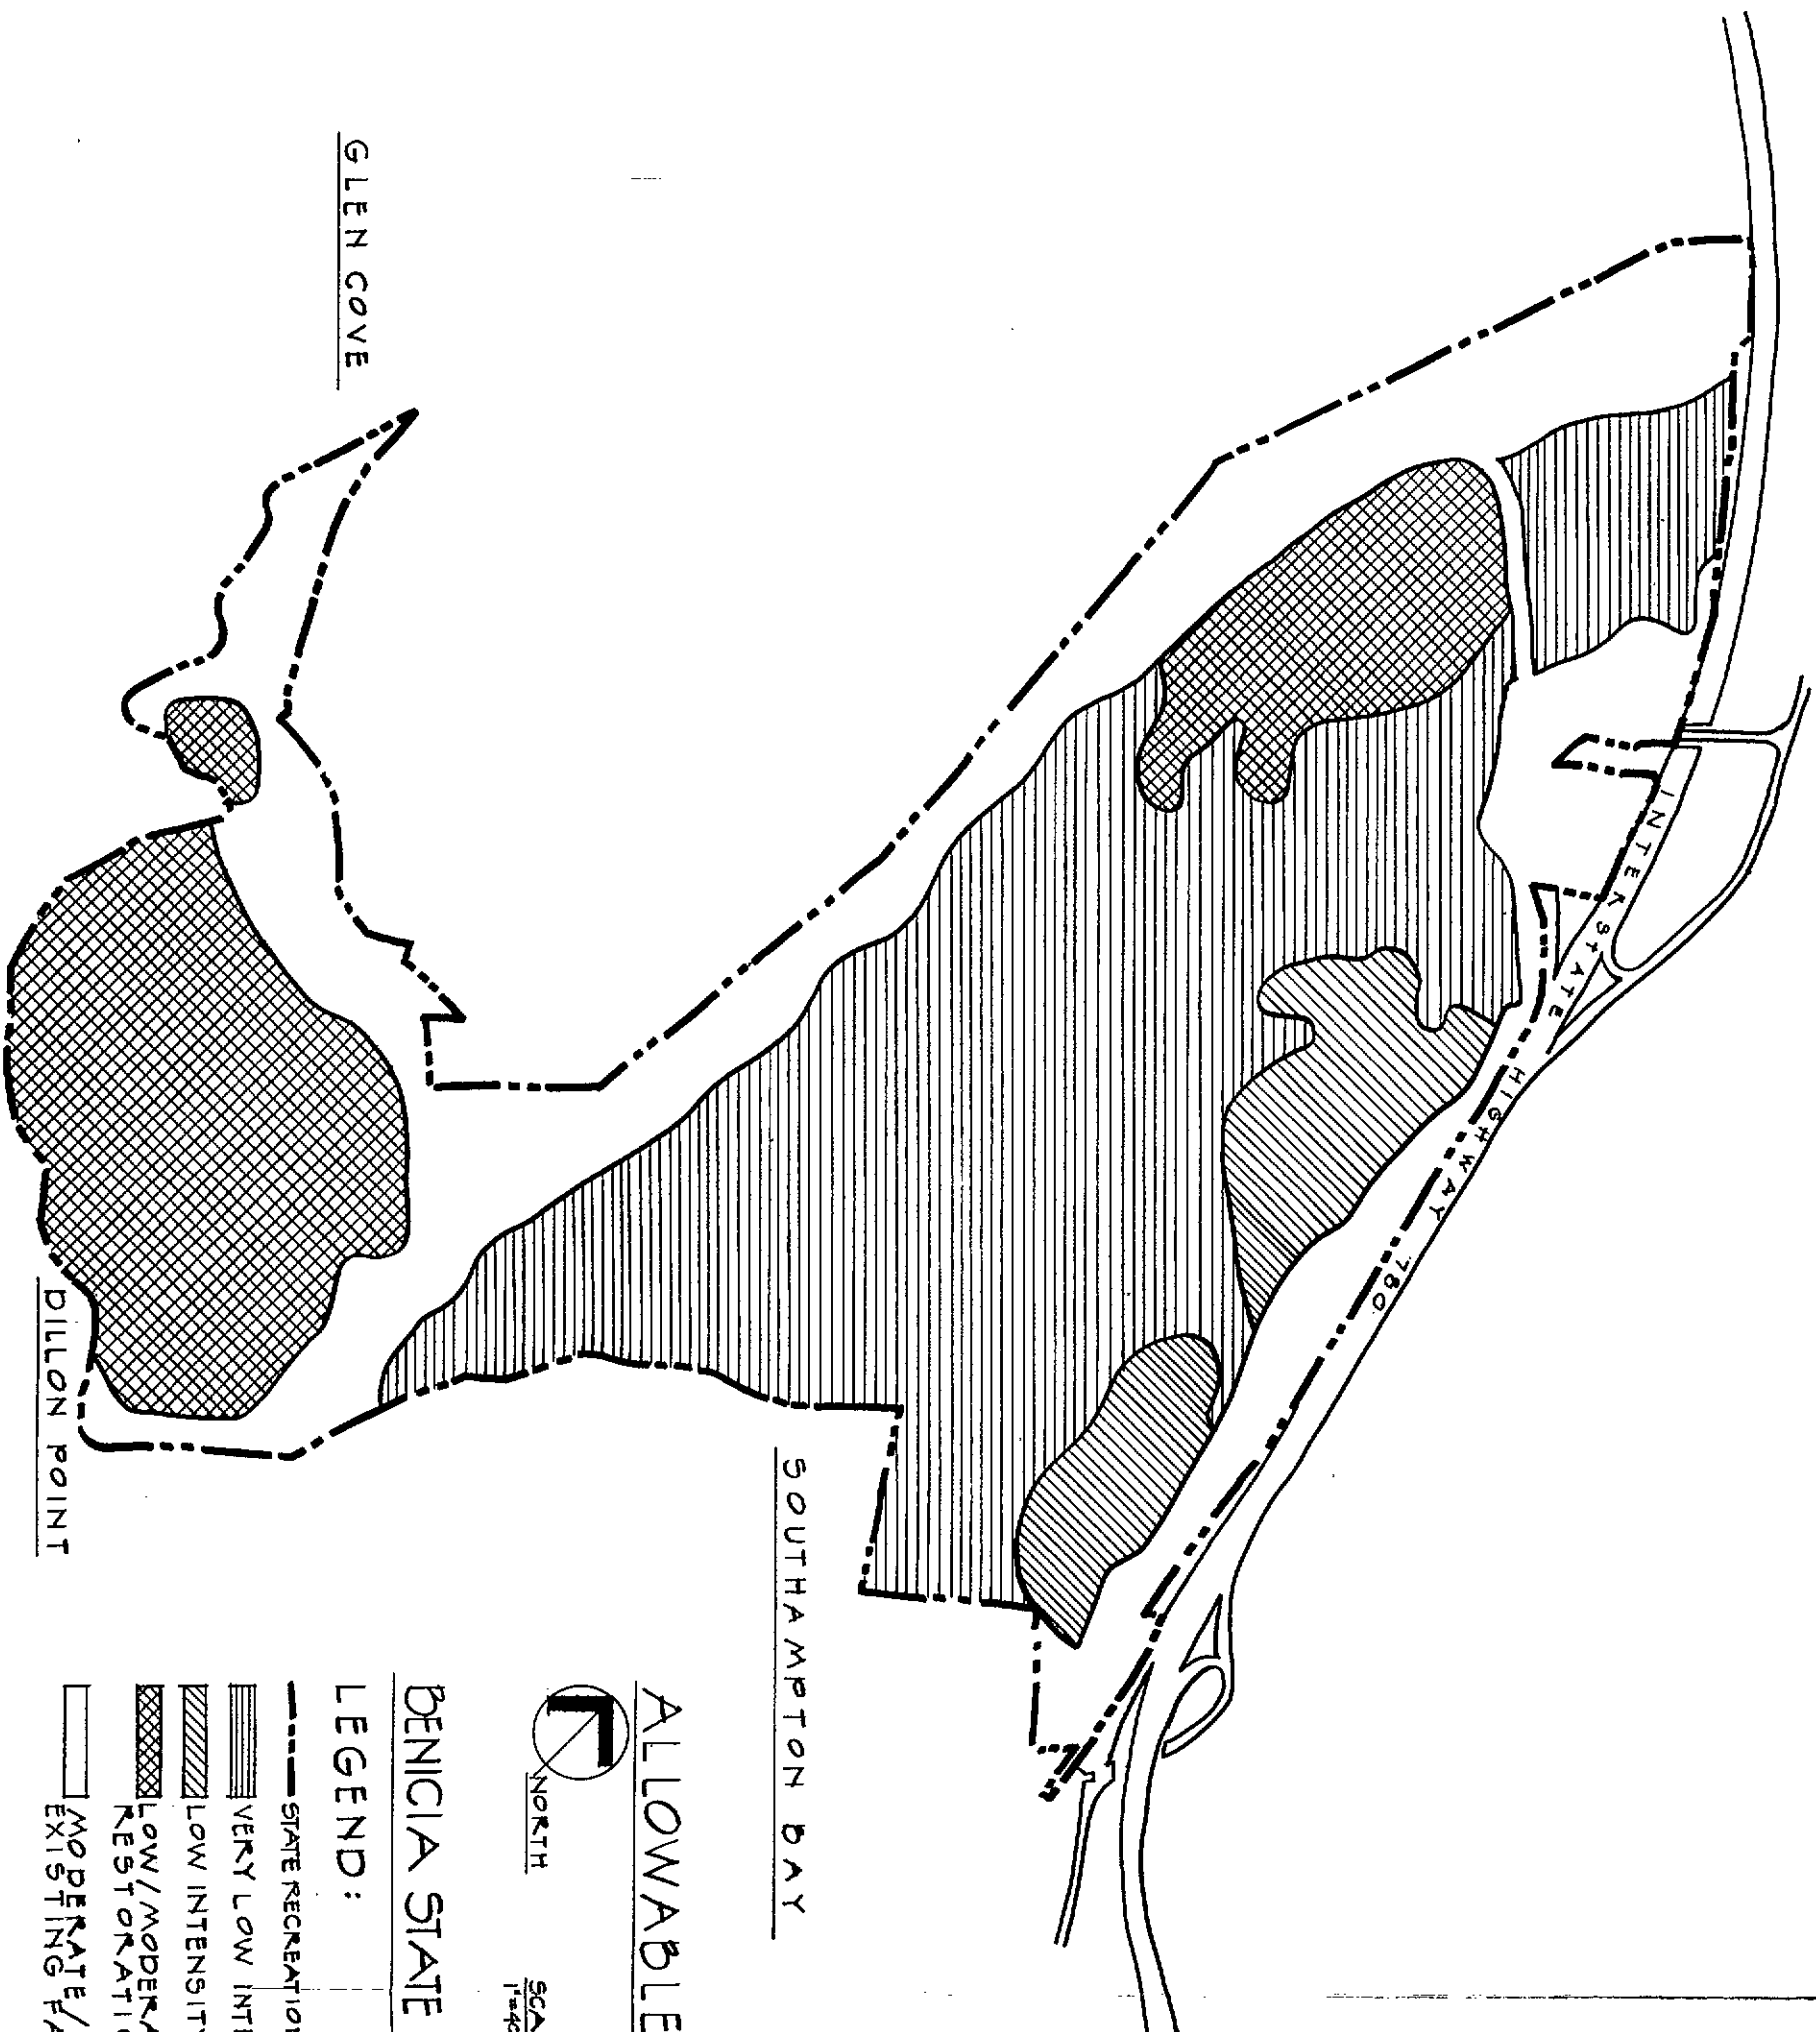 GLEN COVE
INTERSTATE HIGHWAY 780
SOUTHAMPTON BAY
DILLON POINT
ALLOWABLE
NORTH
BENICIA STATE
LEGEND:
STATE RECREATION
VERY LOW INTE
LOW INTENSITY
LOW/MODERA
RESTORATIO
MODERATE/
EXISTING FA